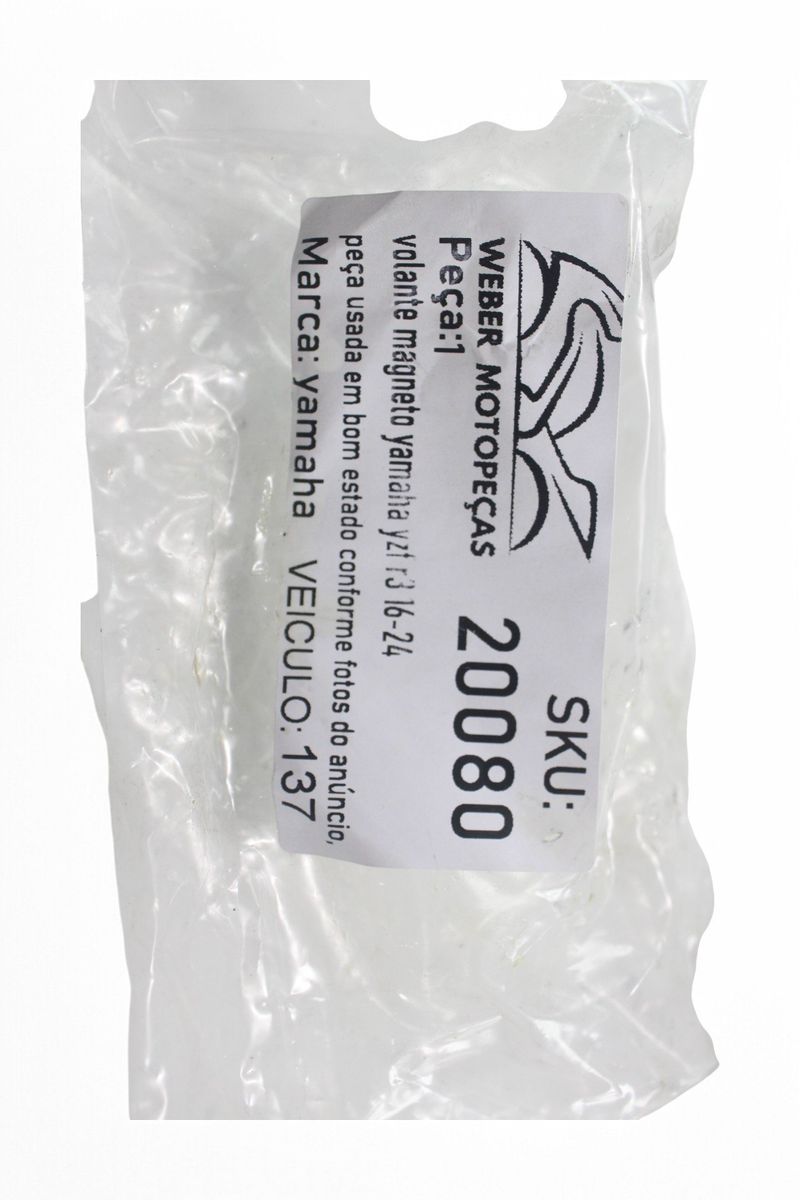 WEBER MOTOPEÇAS
SKU:
20080
Peça:1
volante magneto yamaha yzf r3 16-24
peça usada em bom estado conforme fotos do anúncio,
Marca: yamaha VEICULO: 137